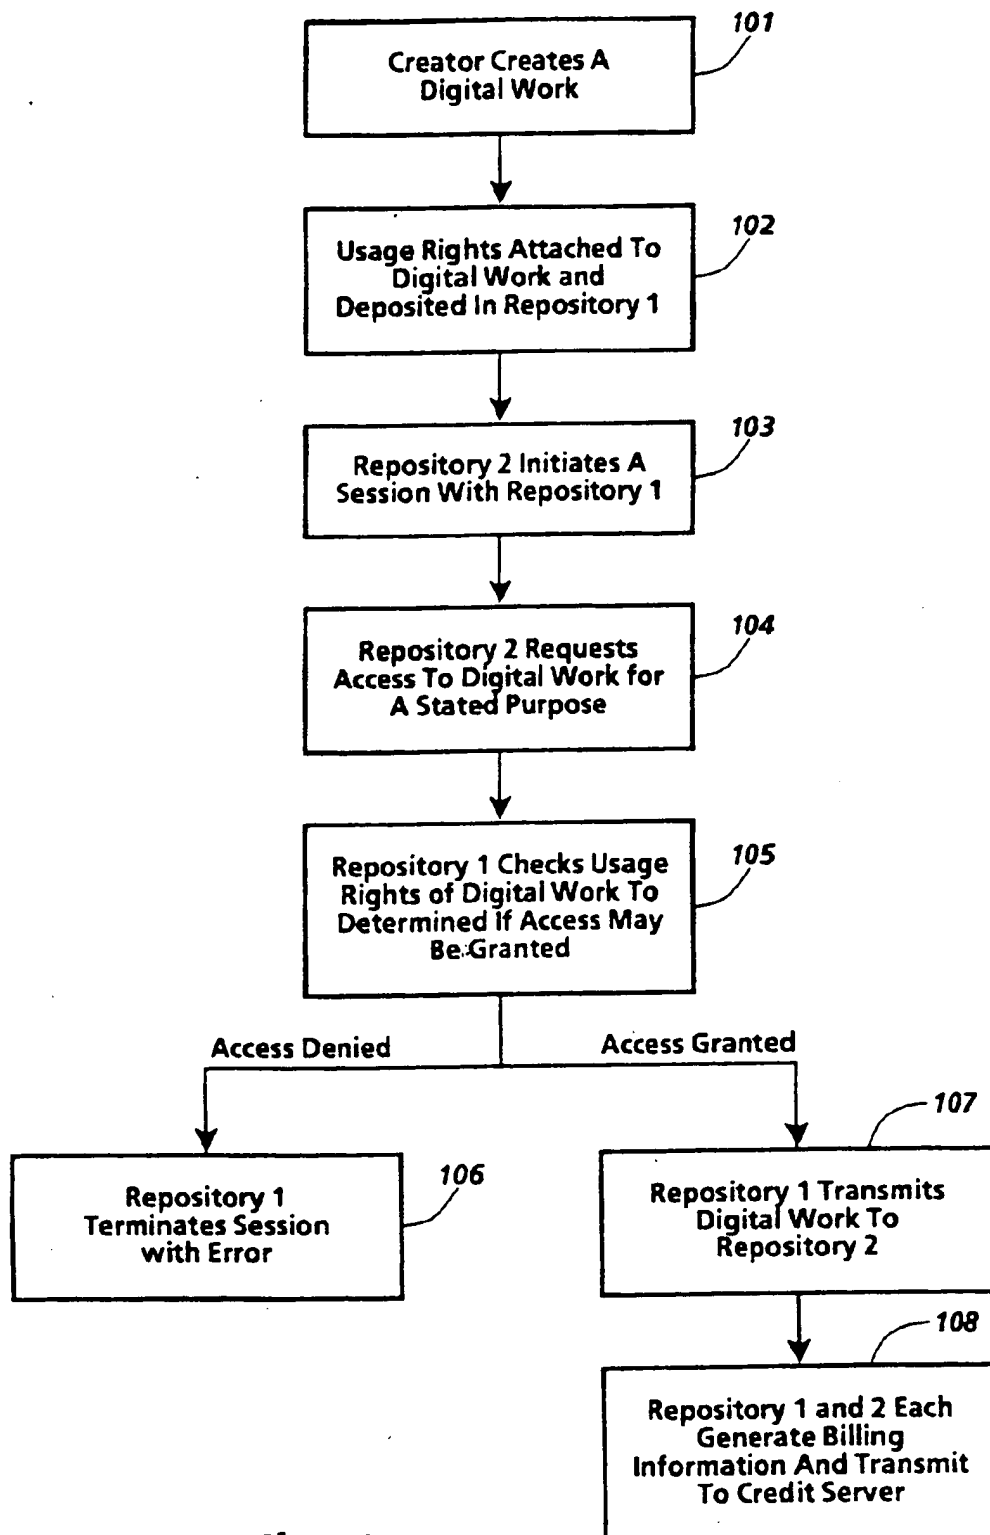 101
Creator Creates A
Digital Work
102
Usage Rights Attached To
Digital Work and
Deposited In Repository 1
103
Repository 2 Initiates A
Session With Repository 1
104
Repository 2 Requests
Access To Digital Work for
A Stated Purpose
105
Repository 1 Checks Usage
Rights of Digital Work To
Determined If Access May
Be Granted
Access Denied
Access Granted
106
Repository 1
Terminates Session
with Error
107
Repository 1 Transmits
Digital Work To
Repository 2
108
Repository 1 and 2 Each
Generate Billing
Information And Transmit
To Credit Server